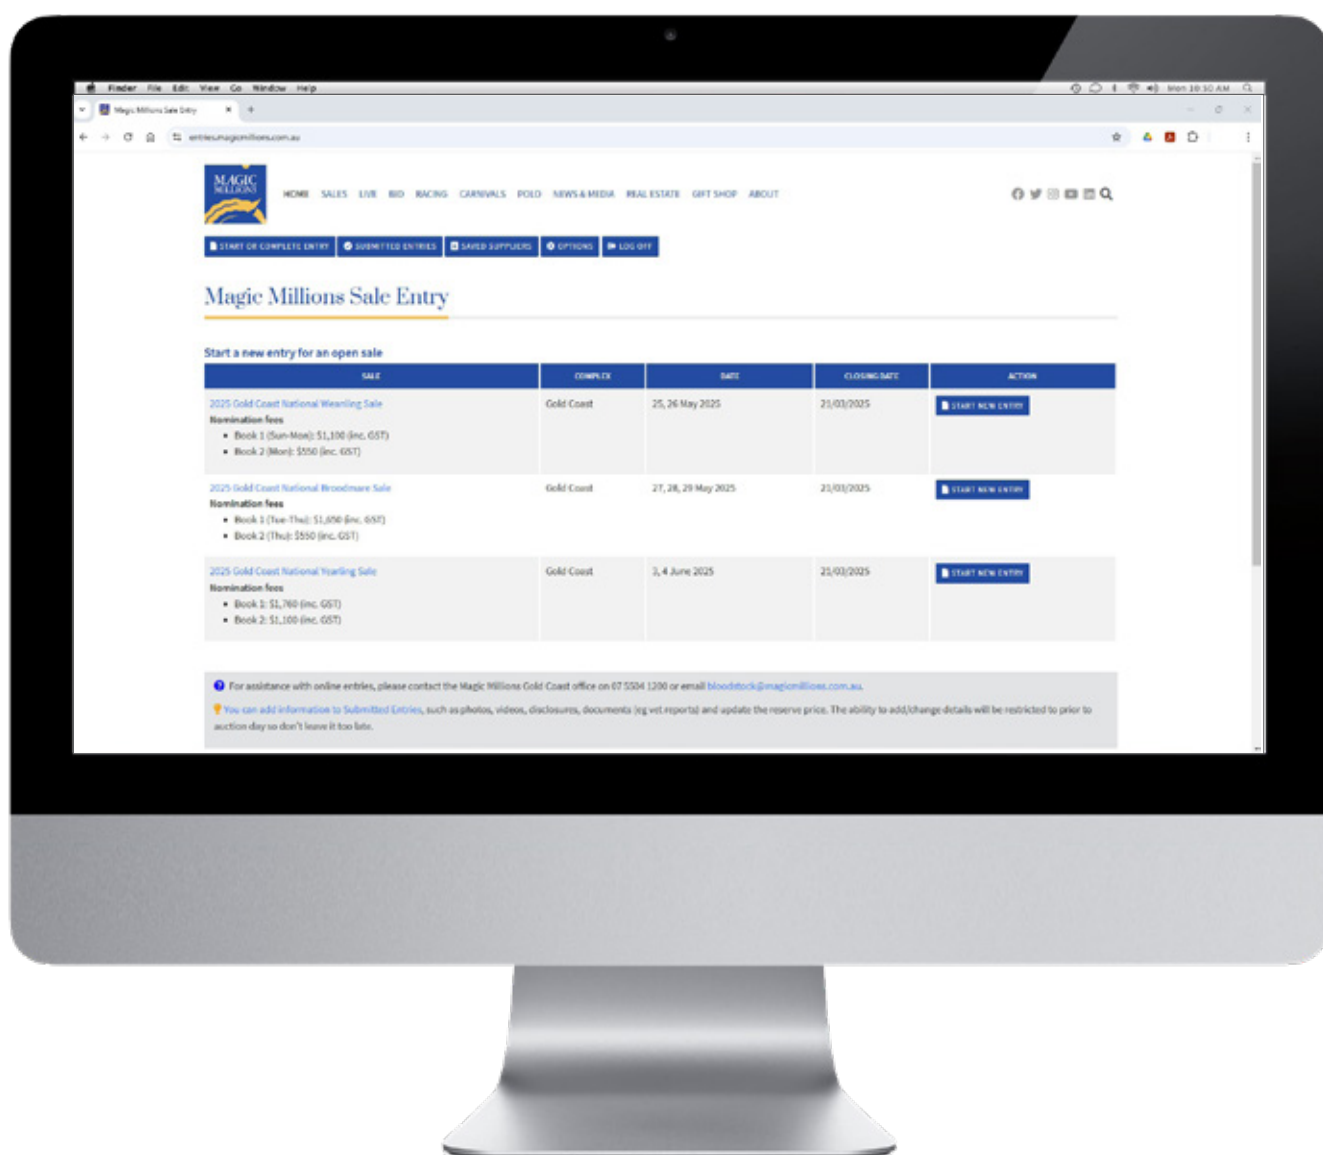 Finder File Edit View Go Window Help Mon 10:50 AM
Magic Millions Sale Entry
entries.magicmillions.com.au
MAGIC
MILLIONS
HOME SALES LIVE BID RACING CARNIVALS POLO NEWS & MEDIA REAL ESTATE GIFT SHOP ABOUT
START OR COMPLETE ENTRY SUBMITTED ENTRIES SAVED SUPPLIERS OPTIONS LOG OFF
Magic Millions Sale Entry
Start a new entry for an open sale
SALE COMPLEX DATE CLOSING DATE ACTION
2025 Gold Coast National Weanling Sale Gold Coast 25, 26 May 2025 21/03/2025 START NEW ENTRY
Nomination fees
Book 1 (Sun-Mon): $1,100 (inc. GST)
Book 2 (Mon): $550 (inc. GST)
2025 Gold Coast National Broodmare Sale Gold Coast 27, 28, 29 May 2025 21/03/2025 START NEW ENTRY
Nomination fees
Book 1 (Tue-Thu): $1,650 (inc. GST)
Book 2 (Thu): $550 (inc. GST)
2025 Gold Coast National Yearling Sale Gold Coast 3, 4 June 2025 21/03/2025 START NEW ENTRY
Nomination fees
Book 1: $1,760 (inc. GST)
Book 2: $1,100 (inc. GST)
For assistance with online entries, please contact the Magic Millions Gold Coast office on 07 5504 1200 or email bloodstock@magicmillions.com.au.
You can add information to Submitted Entries, such as photos, videos, disclosures, documents (eg vet reports) and update the reserve price. The ability to add/change details will be restricted to prior to
auction day so don't leave it too late.